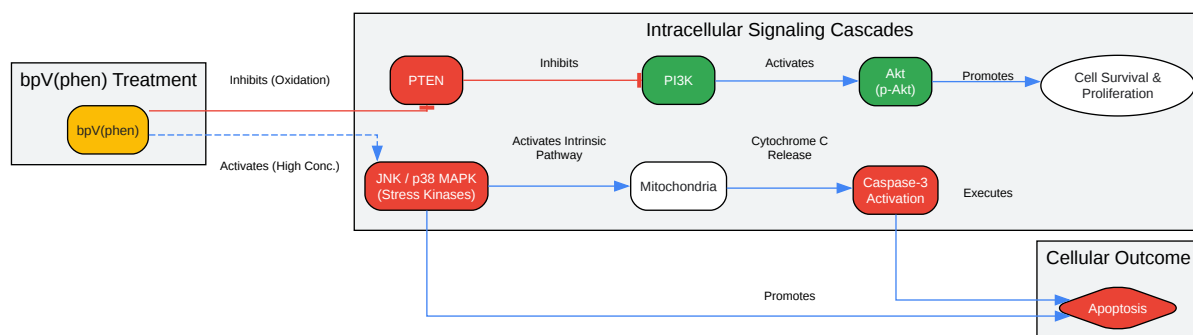 Intracellular Signaling Cascades
bpV(phen) Treatment
Inhibits (Oxidation)
PTEN
Inhibits
PI3K
Activates
Akt
(p-Akt)
Promotes
Cell Survival &
Proliferation
bpV(phen)
Activates (High Conc.)
JNK / p38 MAPK
(Stress Kinases)
Activates Intrinsic
Pathway
Mitochondria
Cytochrome C
Release
Caspase-3
Activation
Executes
Cellular Outcome
Promotes
Apoptosis